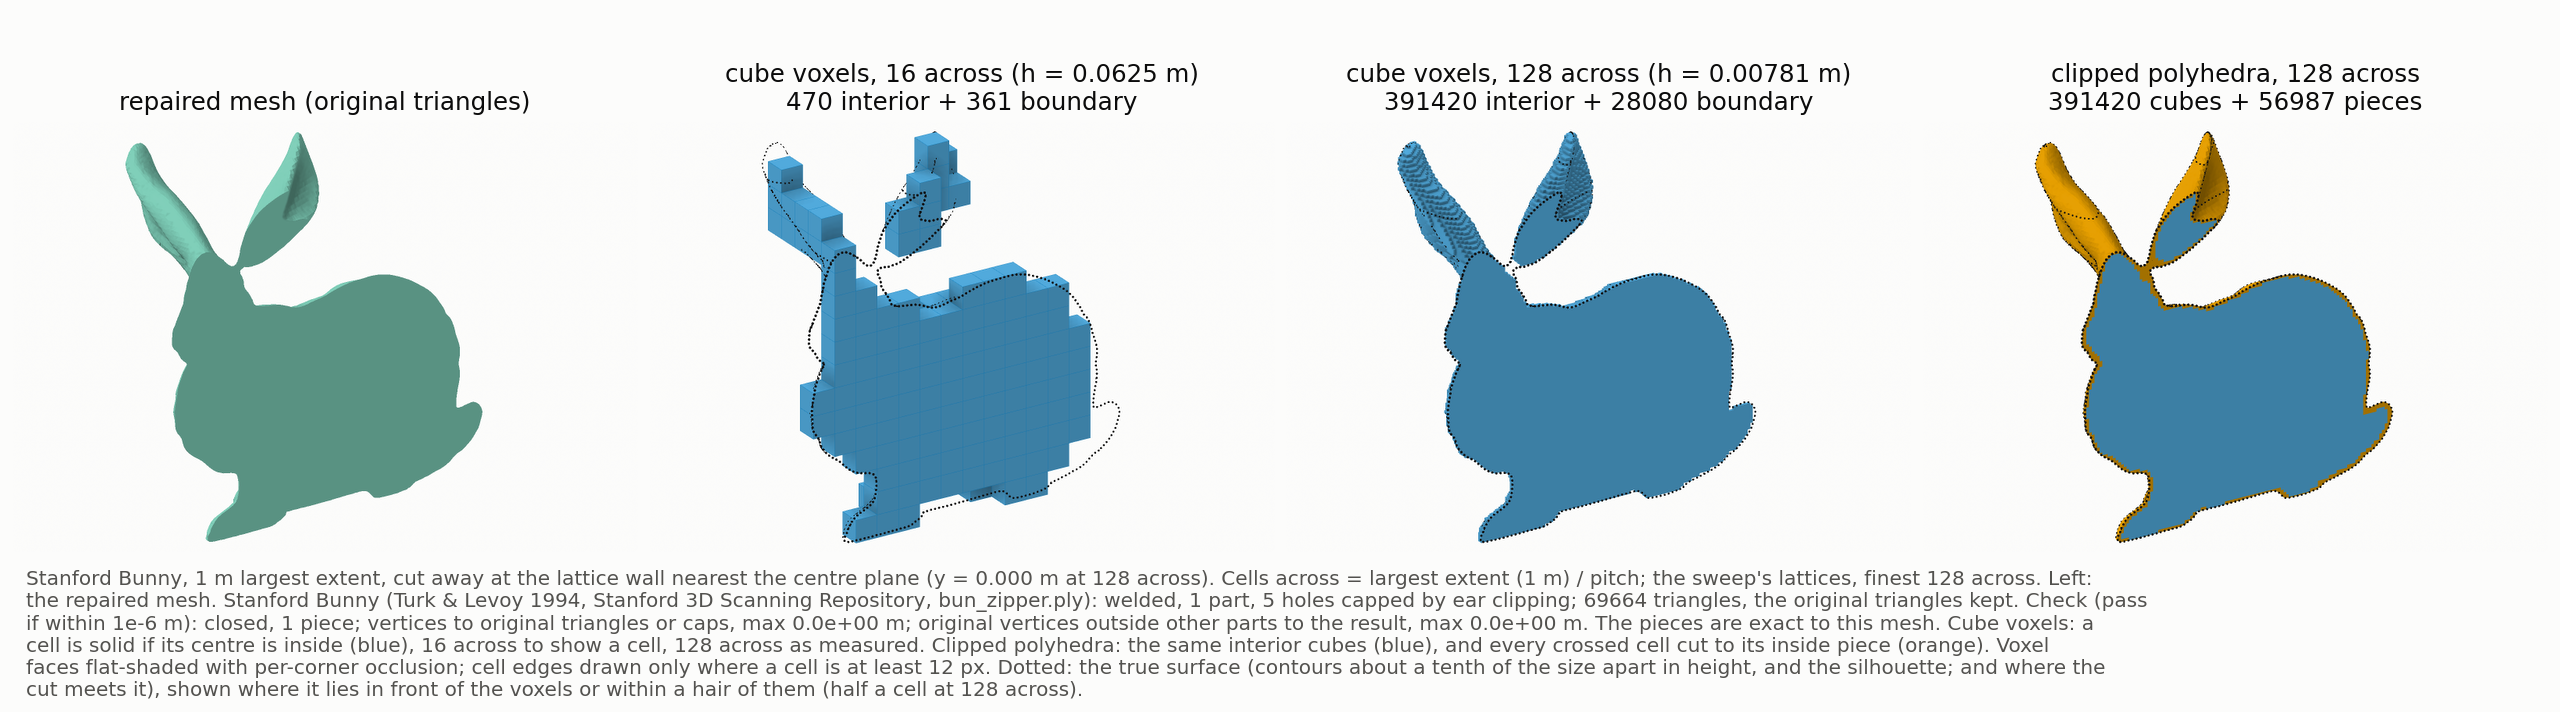 repaired mesh (original triangles)
cube voxels, 16 across (h = 0.0625 m)
470 interior + 361 boundary
cube voxels, 128 across (h = 0.00781 m)
391420 interior + 28080 boundary
clipped polyhedra, 128 across
391420 cubes + 56987 pieces
Stanford Bunny, 1 m largest extent, cut away at the lattice wall nearest the centre plane (y = 0.000 m at 128 across). Cells across = largest extent (1 m) / pitch; the sweep's lattices, finest 128 across. Left:
the repaired mesh. Stanford Bunny (Turk & Levoy 1994, Stanford 3D Scanning Repository, bun_zipper.ply): welded, 1 part, 5 holes capped by ear clipping; 69664 triangles, the original triangles kept. Check (pass
if within 1e-6 m): closed, 1 piece; vertices to original triangles or caps, max 0.0e+00 m; original vertices outside other parts to the result, max 0.0e+00 m. The pieces are exact to this mesh. Cube voxels: a
cell is solid if its centre is inside (blue), 16 across to show a cell, 128 across as measured. Clipped polyhedra: the same interior cubes (blue), and every crossed cell cut to its inside piece (orange). Voxel
faces flat-shaded with per-corner occlusion; cell edges drawn only where a cell is at least 12 px. Dotted: the true surface (contours about a tenth of the size apart in height, and the silhouette; and where the
cut meets it), shown where it lies in front of the voxels or within a hair of them (half a cell at 128 across).